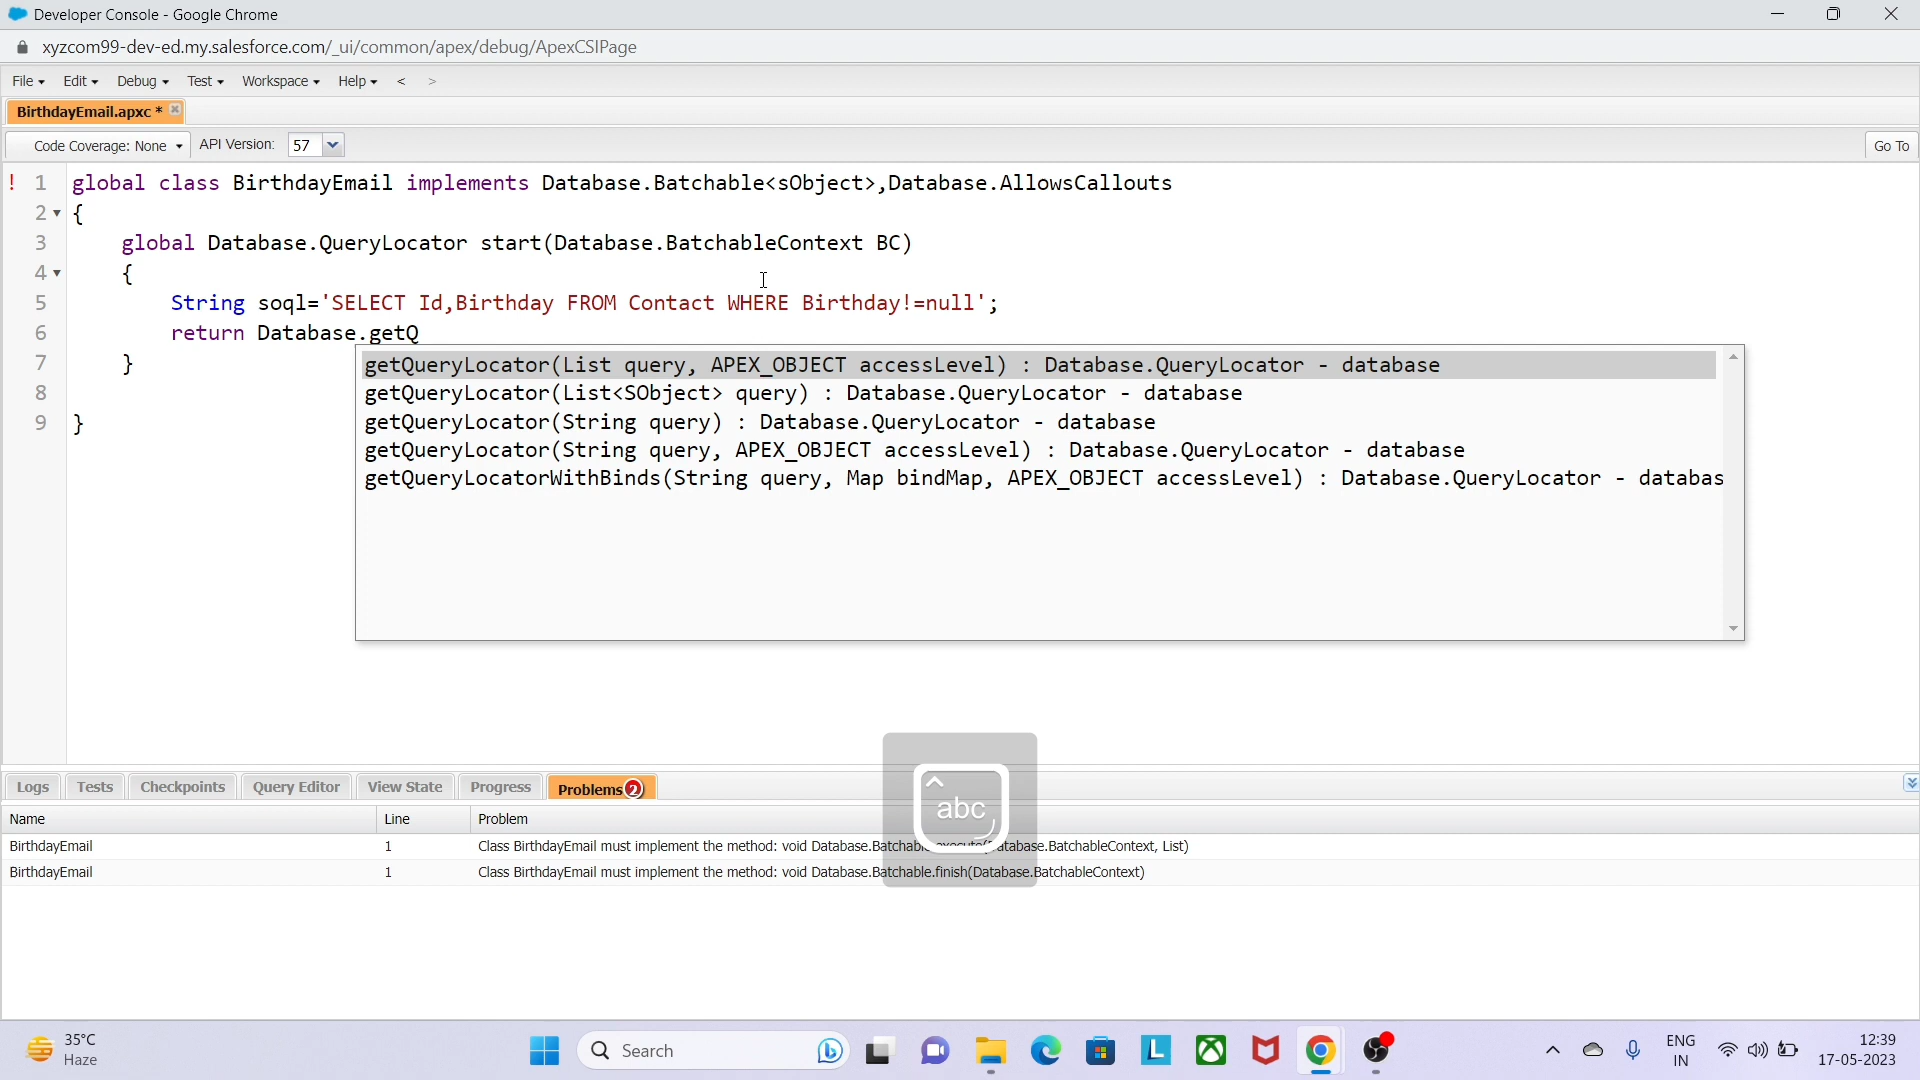 Developer Console - Google Chrome
xyzcom99-dev-ed.my.salesforce.com/_ui/common/apex/debug/ApexCSIPage
File Edit Debug Test Workspace Help < >
BirthdayEmail.apxc *
Code Coverage: None API Version: 57 Go To
! 1 global class BirthdayEmail implements Database.Batchable<sObject>,Database.AllowsCallouts
2 {
3 global Database.QueryLocator start(Database.BatchableContext BC)
4 {
5 String soql='SELECT Id,Birthday FROM Contact WHERE Birthday!=null';
6 return Database.getQ
7 }
8
9 }
getQueryLocator(List query, APEX_OBJECT accessLevel) : Database.QueryLocator - database
getQueryLocator(List<SObject> query) : Database.QueryLocator - database
getQueryLocator(String query) : Database.QueryLocator - database
getQueryLocator(String query, APEX_OBJECT accessLevel) : Database.QueryLocator - database
getQueryLocatorWithBinds(String query, Map bindMap, APEX_OBJECT accessLevel) : Database.QueryLocator - databas
Logs Tests Checkpoints Query Editor View State Progress Problems 2
Name Line Problem
BirthdayEmail 1 Class BirthdayEmail must implement the method: void Database.Batchable.execute(Database.BatchableContext, List)
BirthdayEmail 1 Class BirthdayEmail must implement the method: void Database.Batchable.finish(Database.BatchableContext)
abc
35°C
Haze
Search
L
ENG
IN
12:39
17-05-2023